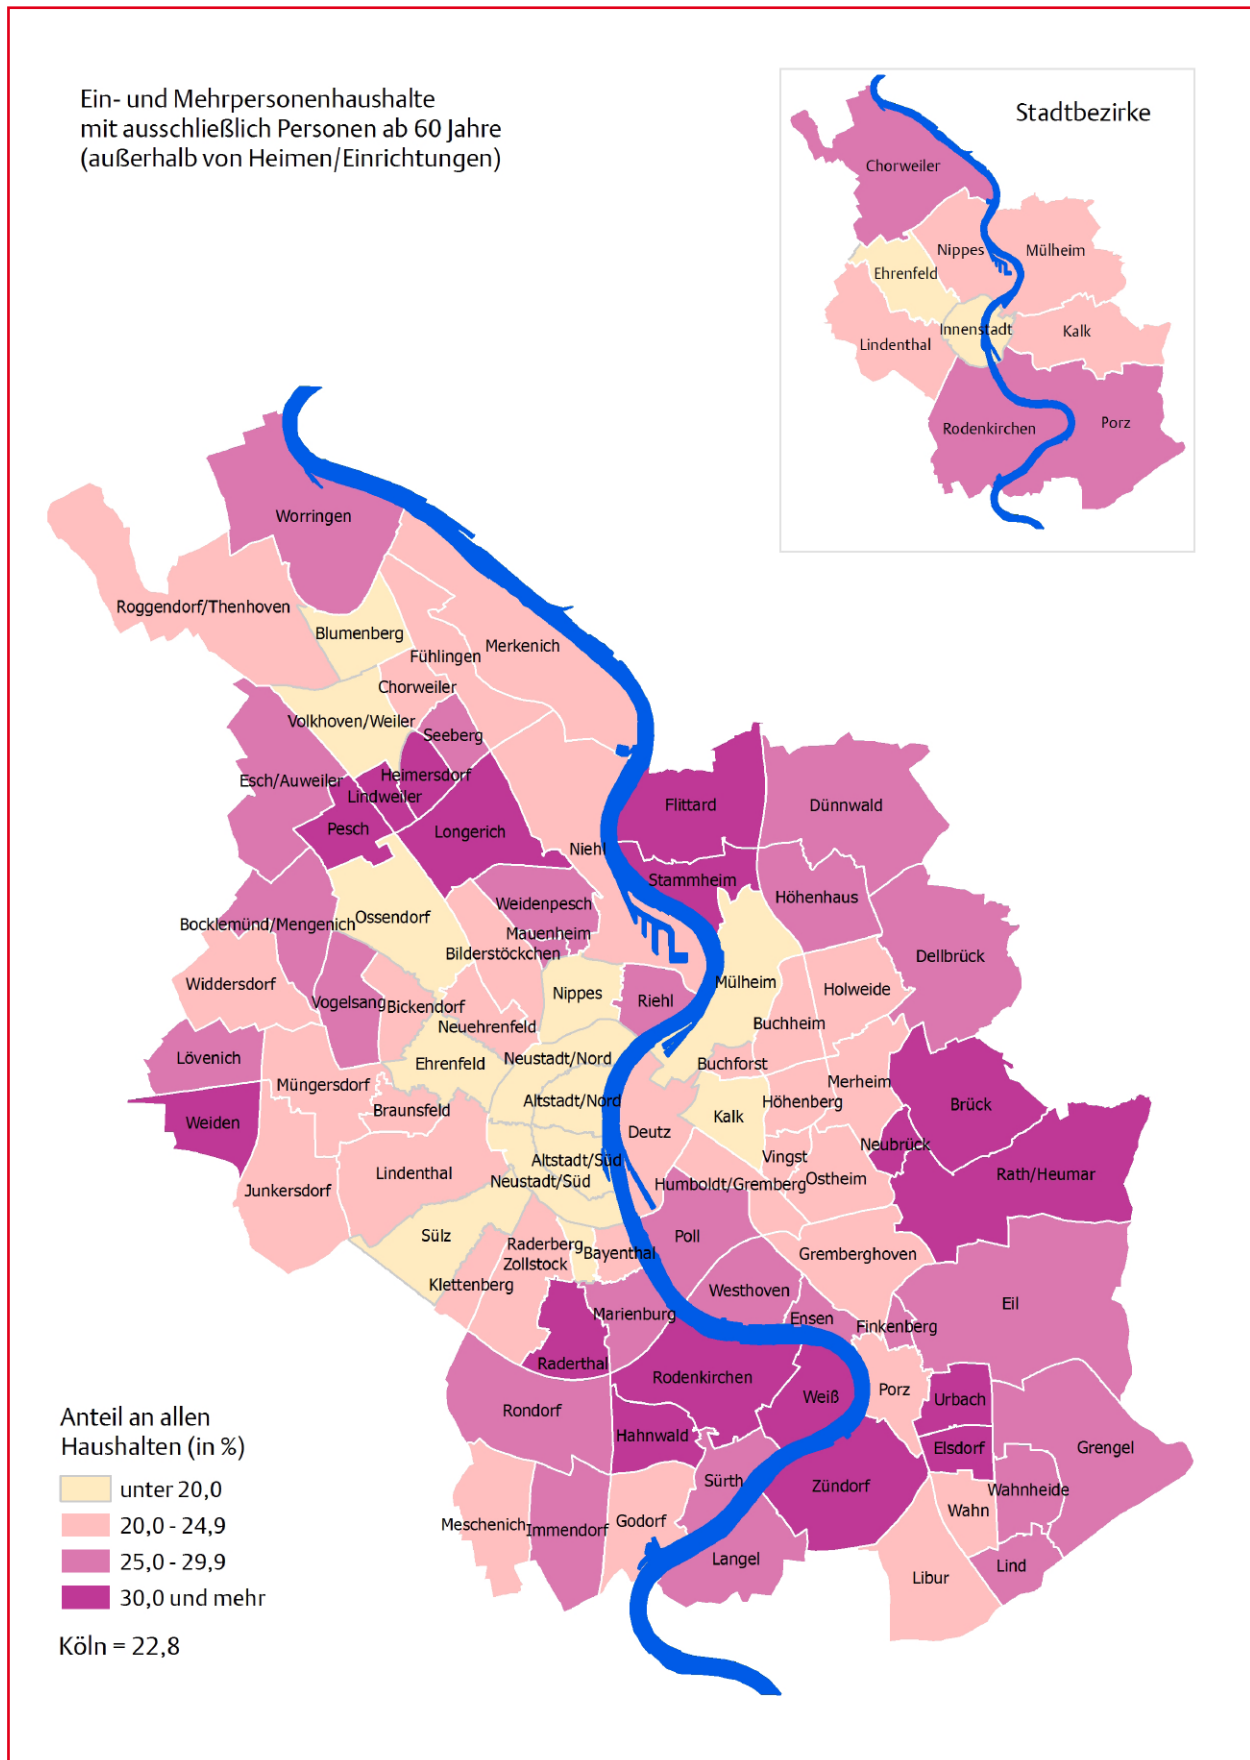 Ein- und Mehrpersonenhaushalte
mit ausschließlich Personen ab 60 Jahre
(außerhalb von Heimen/Einrichtungen)
Stadtbezirke
Chorweiler
Nippes
Mülheim
Ehrenfeld
Innenstadt
Kalk
Lindenthal
Rodenkirchen
Porz
Worringen
Roggendorf/Thenhoven
Blumenberg
Merkenich
Fühlingen
Chorweiler
Volkhoven/Weiler
Seeberg
Heimersdorf
Esch/Auweiler
Lindweiler
Flittard
Dünnwald
Pesch
Longerich
Niehl
Stammheim
Höhenhaus
Weidenpesch
Ossendorf
Bocklemünd/Mengenich
Mauenheim
Bilderstöckchen
Dellbrück
Widdersdorf
Mülheim
Holweide
Nippes
Riehl
Vogelsang
Bickendorf
Neuehrenfeld
Buchheim
Lövenich
Ehrenfeld
Neustadt/Nord
Buchforst
Müngersdorf
Merheim
Altstadt/Nord
Höhenberg
Brück
Braunsfeld
Kalk
Weiden
Deutz
Neubrück
Vingst
Altstadt/Süd
Lindenthal
Rath/Heumar
Neustadt/Süd
Humboldt/Gremberg
Ostheim
Junkersdorf
Sülz
Poll
Raderberg
Bayenthal
Gremberghoven
Zollstock
Klettenberg
Westhoven
Eil
Marienburg
Ensen
Finkenberg
Raderthal
Rodenkirchen
Porz
Weiß
Urbach
Rondorf
Hahnwald
Elsdorf
Grengel
Sürth
Zündorf
Wahnheide
Wahn
Meschenich
Immendorf
Godorf
Langel
Lind
Libur
Anteil an allen
Haushalten (in %)
unter 20,0
20,0 - 24,9
25,0 - 29,9
30,0 und mehr
Köln = 22,8